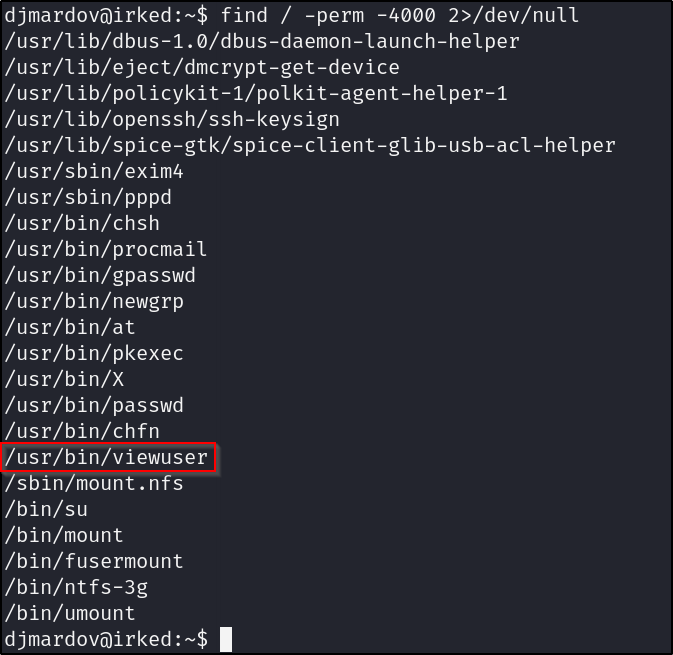 djmardov@irked:~$ find / -perm -4000 2>/dev/null
/usr/lib/dbus-1.0/dbus-daemon-launch-helper
/usr/lib/eject/dmcrypt-get-device
/usr/lib/policykit-1/polkit-agent-helper-1
/usr/lib/openssh/ssh-keysign
/usr/lib/spice-gtk/spice-client-glib-usb-acl-helper
/usr/sbin/exim4
/usr/sbin/pppd
/usr/bin/chsh
/usr/bin/procmail
/usr/bin/gpasswd
/usr/bin/newgrp
/usr/bin/at
/usr/bin/pkexec
/usr/bin/X
/usr/bin/passwd
/usr/bin/chfn
/usr/bin/viewuser
/sbin/mount.nfs
/bin/su
/bin/mount
/bin/fusermount
/bin/ntfs-3g
/bin/umount
djmardov@irked:~$